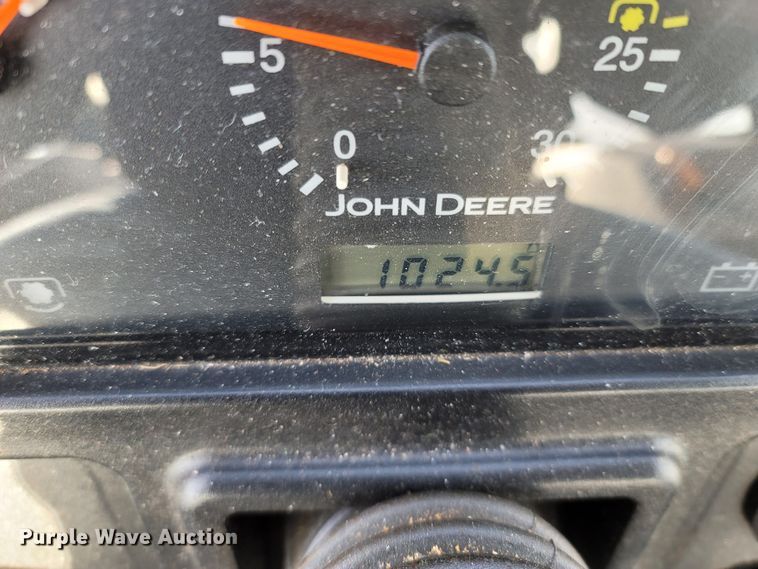 5 25
0 30
JOHN DEERE
1024.5
Purple Wave Auction